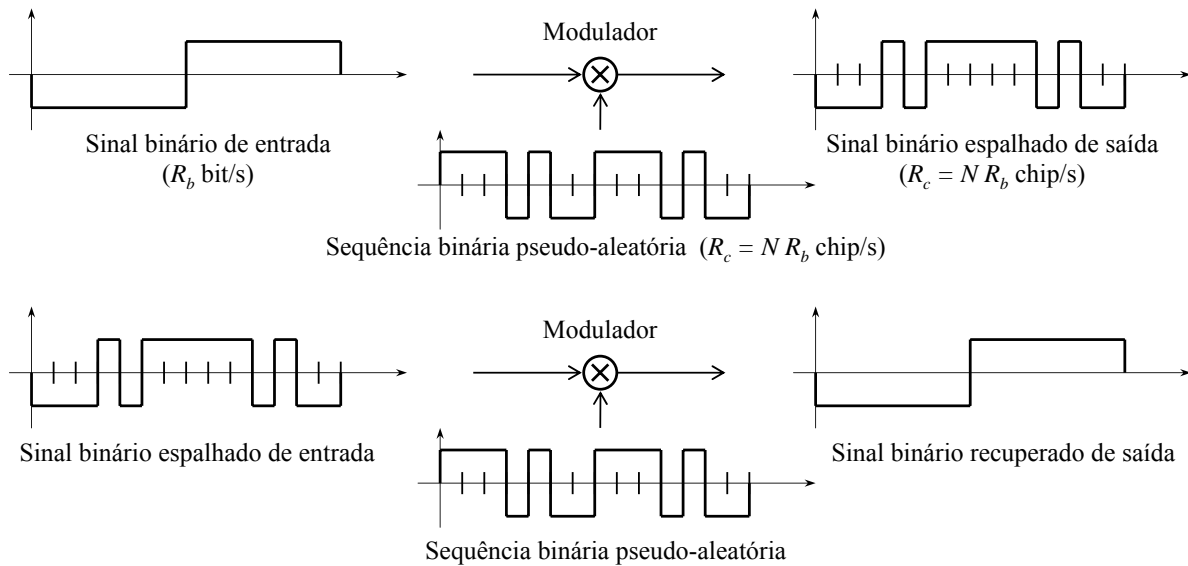 Modulador
Sinal binário de entrada
(R_b bit/s)
Sinal binário espalhado de saída
(R_c = N R_b chip/s)
Sequência binária pseudo-aleatória (R_c = N R_b chip/s)
Modulador
Sinal binário espalhado de entrada
Sinal binário recuperado de saída
Sequência binária pseudo-aleatória